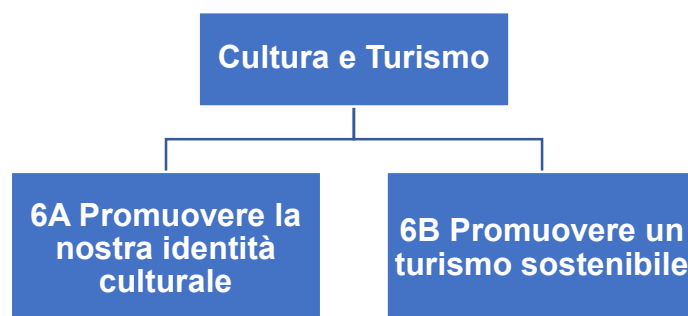 Cultura e Turismo
6A Promuovere la
nostra identità
culturale
6B Promuovere un
turismo sostenibile